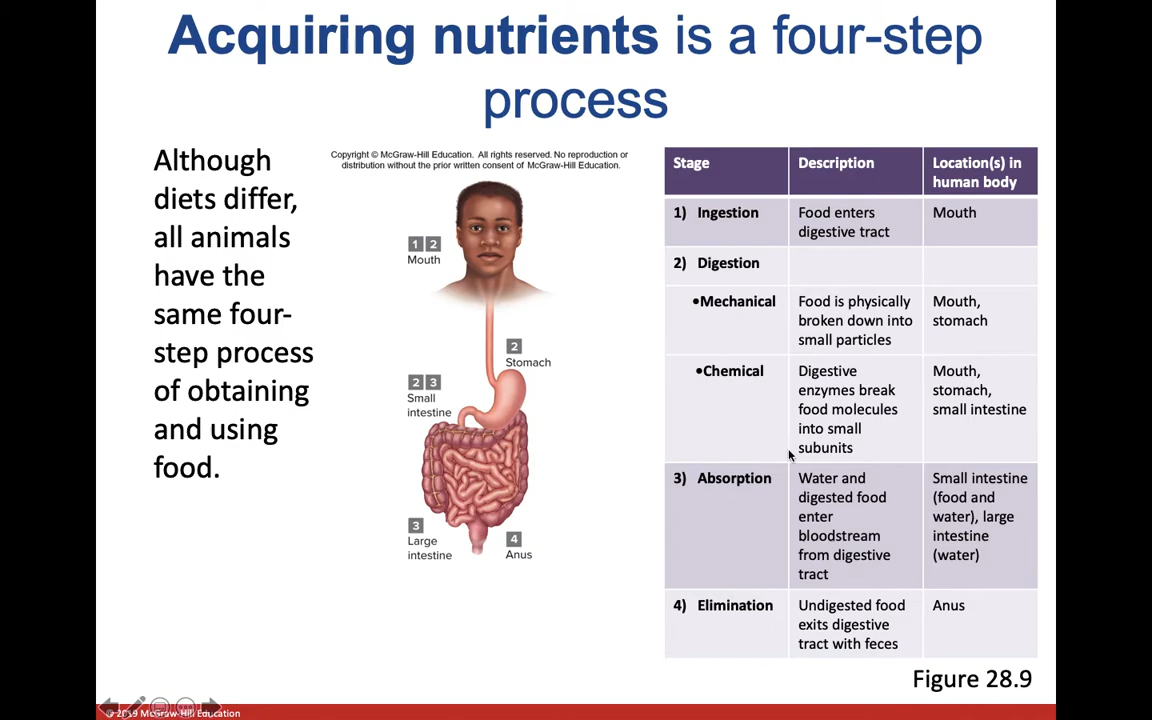 Acquiring nutrients is a four-step
process
Although
diets differ,
all animals
have the
same four-
step process
of obtaining
and using
food.
Copyright © McGraw-Hill Education. All rights reserved. No reproduction or
distribution without the prior written consent of McGraw-Hill Education.
1 2
Mouth
2
Stomach
2 3
Small
intestine
3
Large
intestine
4
Anus
Stage
Description
Location(s) in
human body
1) Ingestion
Food enters
digestive tract
Mouth
2) Digestion
•Mechanical
Food is physically
broken down into
small particles
Mouth,
stomach
•Chemical
Digestive
enzymes break
food molecules
into small
subunits
Mouth,
stomach,
small intestine
3) Absorption
Water and
digested food
enter
bloodstream
from digestive
tract
Small intestine
(food and
water), large
intestine
(water)
4) Elimination
Undigested food
exits digestive
tract with feces
Anus
Figure 28.9
© 2019 McGraw-Hill Education